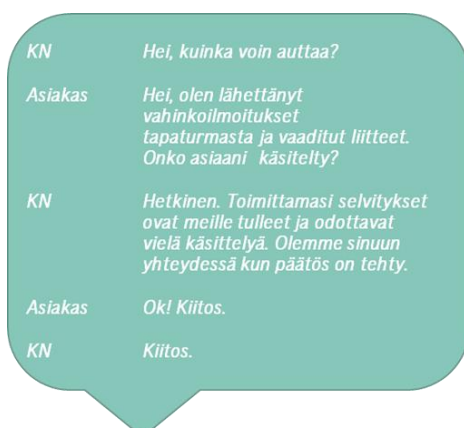 KN Hei, kuinka voin auttaa?
Asiakas Hei, olen lähettänyt
vahinkoilmoitukset
tapaturmasta ja vaaditut liitteet.
Onko asiaani käsitelty?
KN Hetkinen. Toimittamasi selvitykset
ovat meille tulleet ja odottavat
vielä käsittelyä. Olemme sinuun
yhteydessä kun päätös on tehty.
Asiakas Ok! Kiitos.
KN Kiitos.